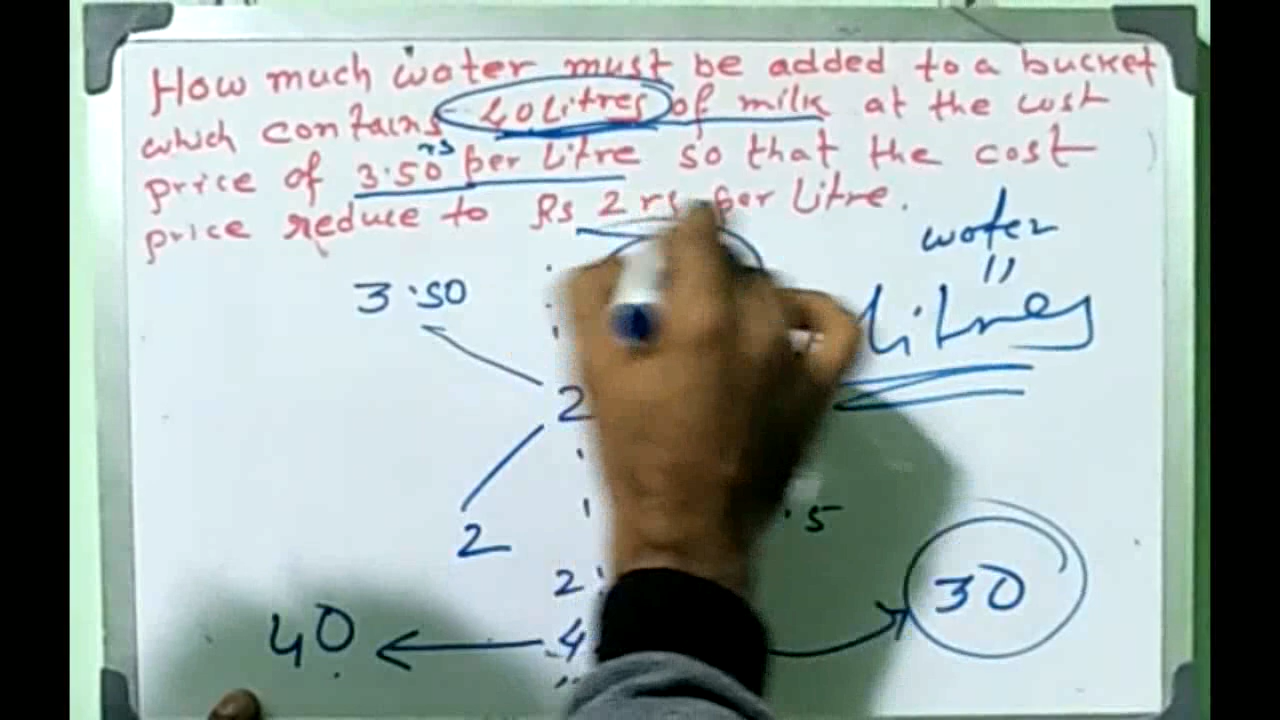 How much water must be added to a bucket
which contains 40 Litres of milk at the cost
price of 3.50 rs per Litre so that the cost
price reduce to Rs 2 rs per Litre.
water
"
3.50
litres
2
2
.5
2:
30
40
4